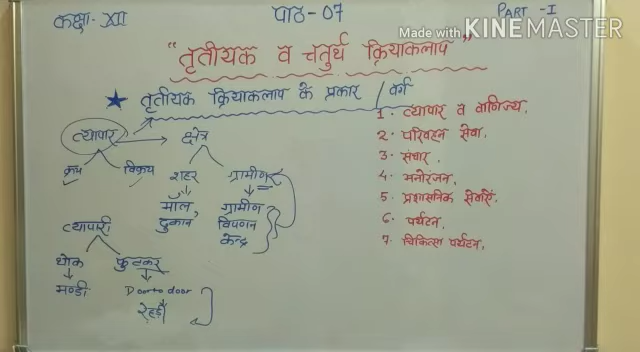 कक्षा- XII
पाठ-07
PART-I
Made with KINEMASTER
"तृतीयक व चतुर्थ क्रियाकलाप"
★ तृतीयक क्रियाकलाप के प्रकार / वर्ग
व्यापार → क्षेत्र
क्रय विक्रय शहर ग्रामीण
मॉल, दुकान
ग्रामीण विपणन केन्द्र
व्यापारी
थोक फुटकर
मण्डी Door to door
रेहड़ी
1. व्यापार व वाणिज्य,
2. परिवहन सेवा,
3. संचार,
4. मनोरंजन,
5. प्रशासनिक सेवाएँ,
6. पर्यटन,
7. चिकित्सा पर्यटन,